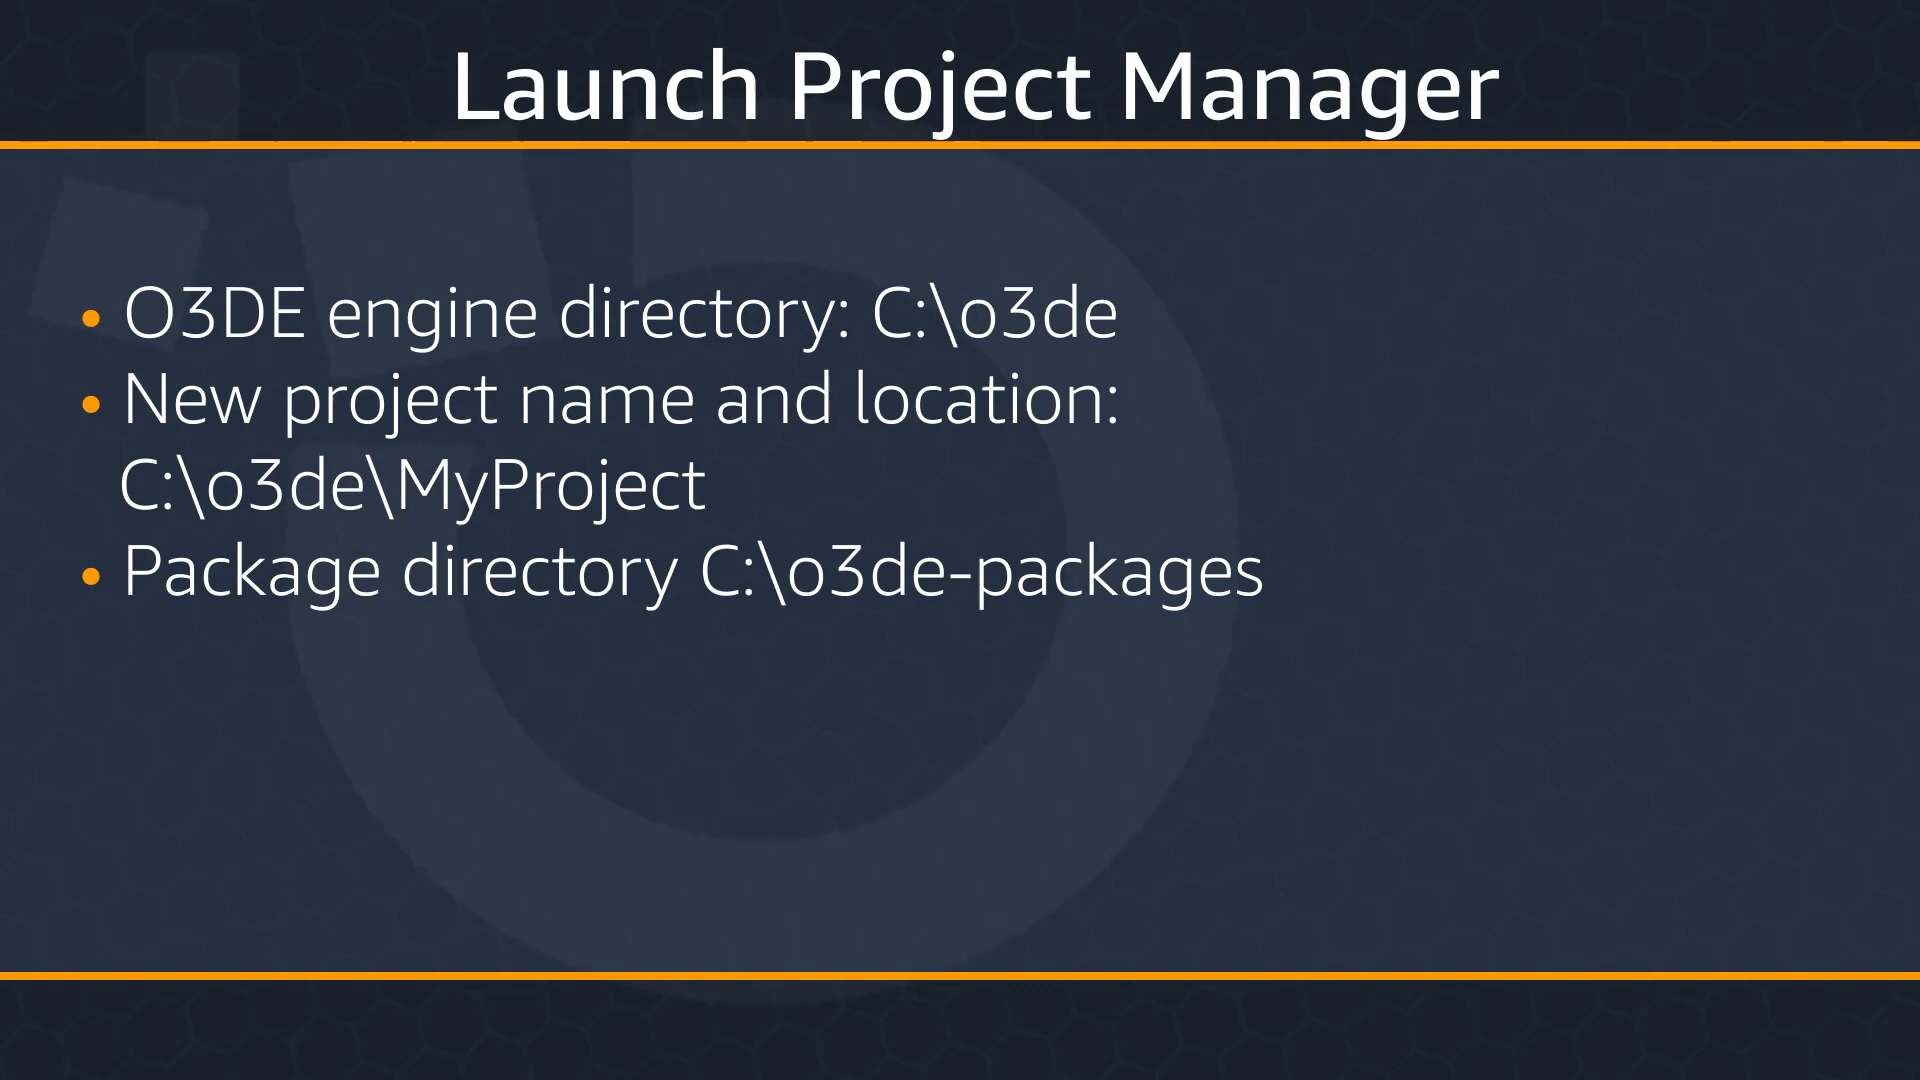 Launch Project Manager
• O3DE engine directory: C:\o3de
• New project name and location:
C:\o3de\MyProject
• Package directory C:\o3de-packages